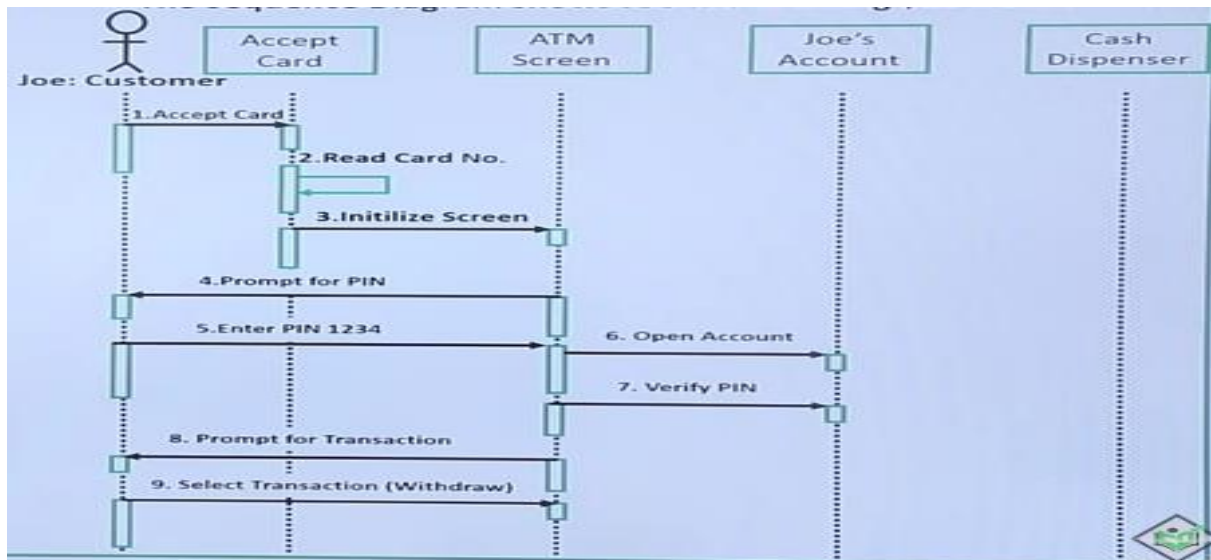 Accept
Card
ATM
Screen
Joe's
Account
Cash
Dispenser
Joe: Customer
1.Accept Card
2.Read Card No.
3.Initilize Screen
4.Prompt for PIN
5.Enter PIN 1234
6. Open Account
7. Verify PIN
8. Prompt for Transaction
9. Select Transaction (Withdraw)